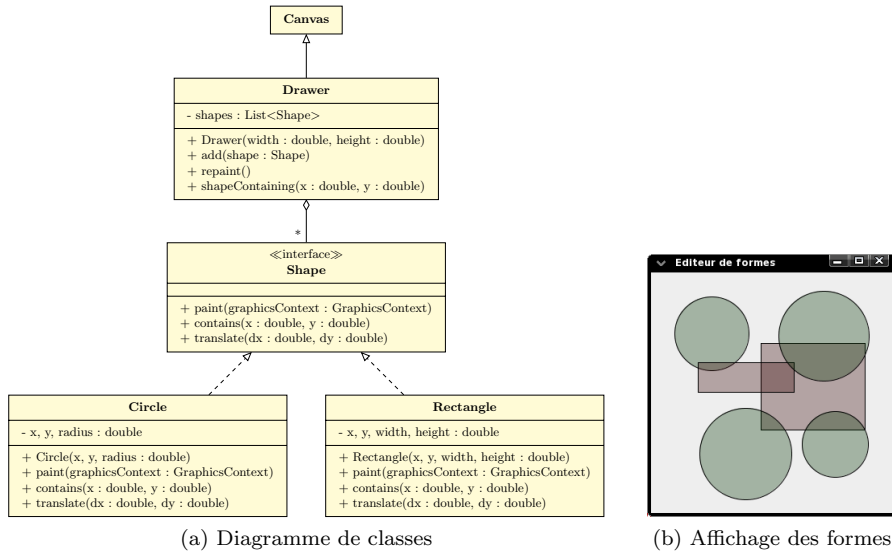 Canvas
Drawer
- shapes : List<Shape>
+ Drawer(width : double, height : double)
+ add(shape : Shape)
+ repaint()
+ shapeContaining(x : double, y : double)
*
≪interface≫
Shape
+ paint(graphicsContext : GraphicsContext)
+ contains(x : double, y : double)
+ translate(dx : double, dy : double)
Circle
- x, y, radius : double
+ Circle(x, y, radius : double)
+ paint(graphicsContext : GraphicsContext)
+ contains(x : double, y : double)
+ translate(dx : double, dy : double)
Rectangle
- x, y, width, height : double
+ Rectangle(x, y, width, height : double)
+ paint(graphicsContext : GraphicsContext)
+ contains(x : double, y : double)
+ translate(dx : double, dy : double)
(a) Diagramme de classes
Editeur de formes
(b) Affichage des formes